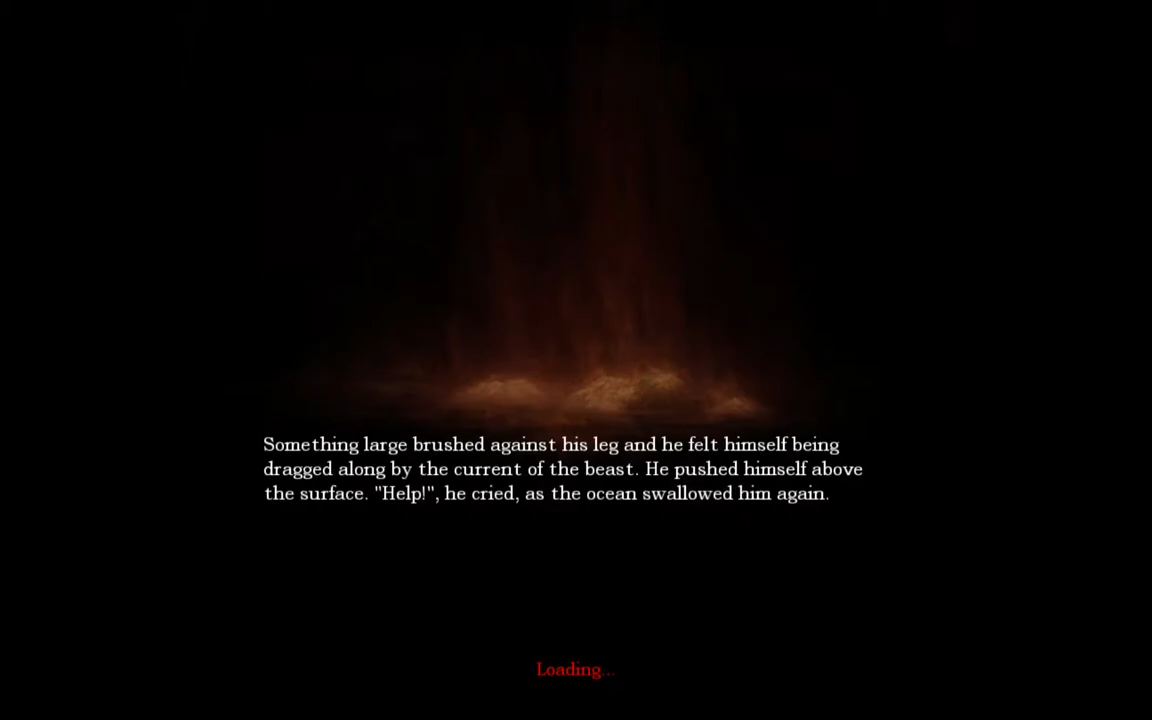 Something large brushed against his leg and he felt himself being
dragged along by the current of the beast. He pushed himself above
the surface. "Help!", he cried, as the ocean swallowed him again.
Loading...